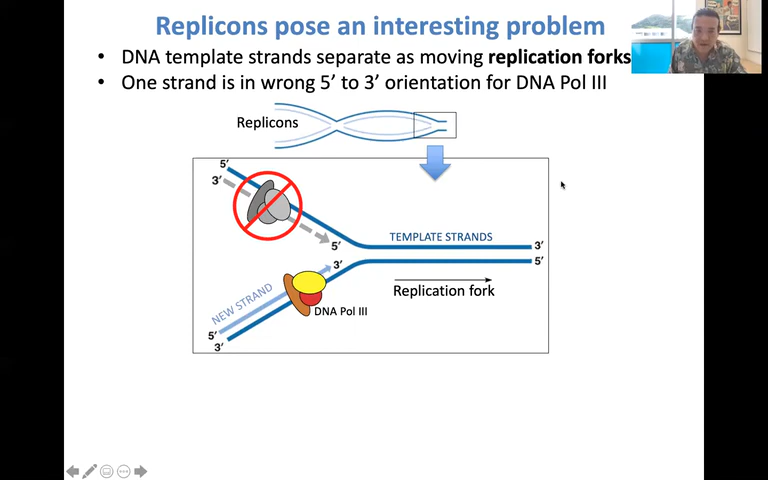 Replicons pose an interesting problem
• DNA template strands separate as moving replication forks
• One strand is in wrong 5’ to 3’ orientation for DNA Pol III
Replicons
5′
3′
5′
3′
TEMPLATE STRANDS
3′
5′
Replication fork
NEW STRAND
DNA Pol III
5′
3′